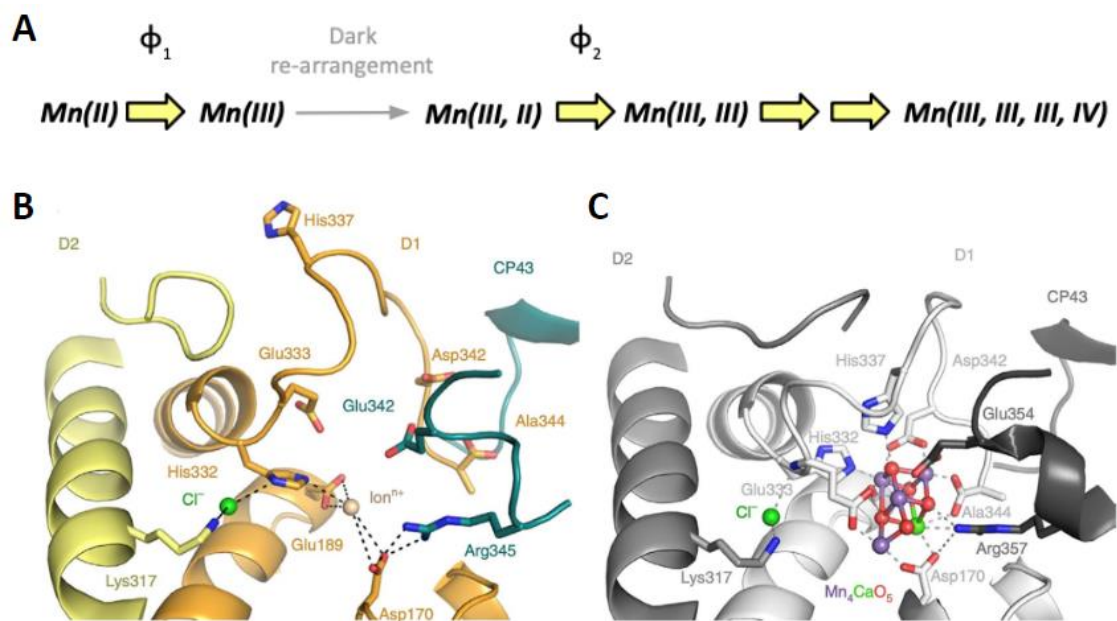 A
ϕ1
Dark
re-arrangement
ϕ2
Mn(II)
Mn(III)
Mn(III, II)
Mn(III, III)
Mn(III, III, III, IV)
B
His337
D2
D1
CP43
Glu333
Asp342
Glu342
Ala344
His332
Cl⁻
Ionⁿ⁺
Glu189
Arg345
Lys317
Asp170
C
D2
D1
CP43
His337
Asp342
Glu354
His332
Glu333
Cl⁻
Ala344
Arg357
Lys317
Asp170
Mn₄CaO₅